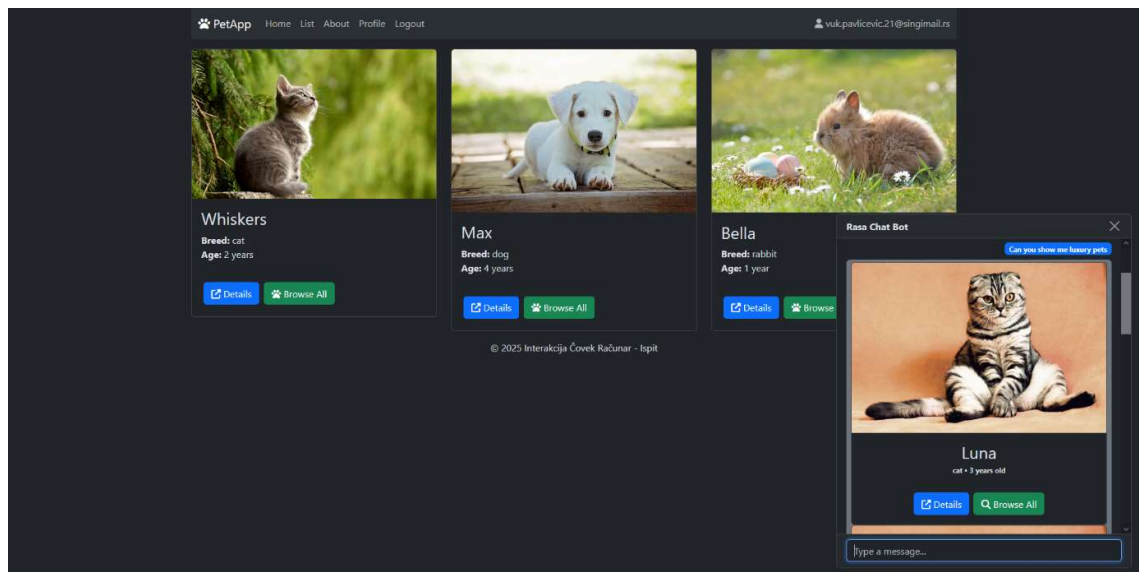 PetApp Home List About Profile Logout vuk.pavlicevic.21@singimail.rs
Whiskers
Breed: cat
Age: 2 years
Details Browse All
Max
Breed: dog
Age: 4 years
Details Browse All
Bella
Breed: rabbit
Age: 1 year
Details Browse
© 2025 Interakcija Čovek Računar - Ispit
Rasa Chat Bot
Can you show me luxury pets
Luna
cat • 3 years old
Details Browse All
Type a message...